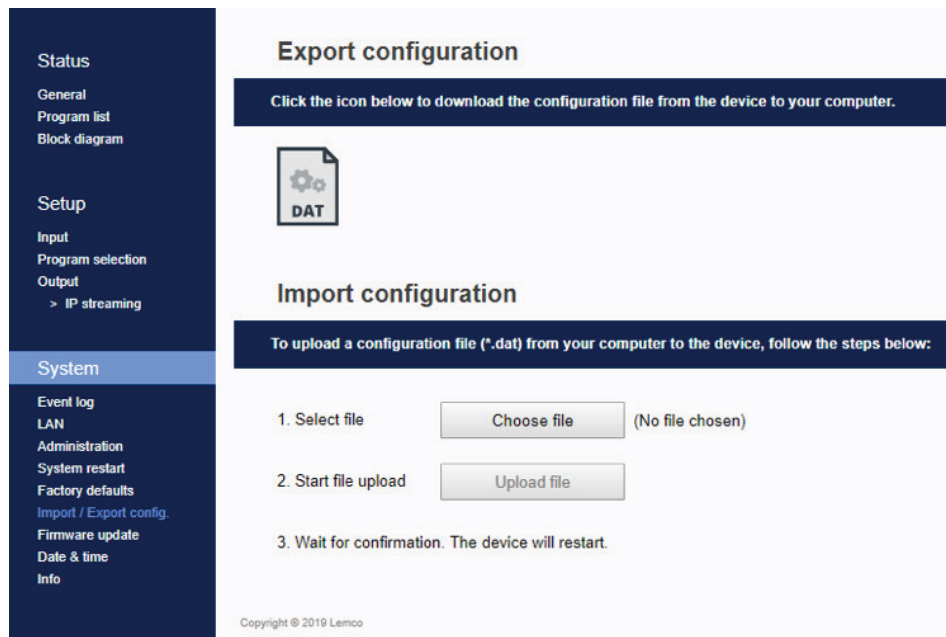 Status
General
Program list
Block diagram
Setup
Input
Program selection
Output
> IP streaming
System
Event log
LAN
Administration
System restart
Factory defaults
Import / Export config.
Firmware update
Date & time
Info
Export configuration
Click the icon below to download the configuration file from the device to your computer.
DAT
Import configuration
To upload a configuration file (*.dat) from your computer to the device, follow the steps below:
1. Select file Choose file (No file chosen)
2. Start file upload Upload file
3. Wait for confirmation. The device will restart.
Copyright © 2019 Lemco